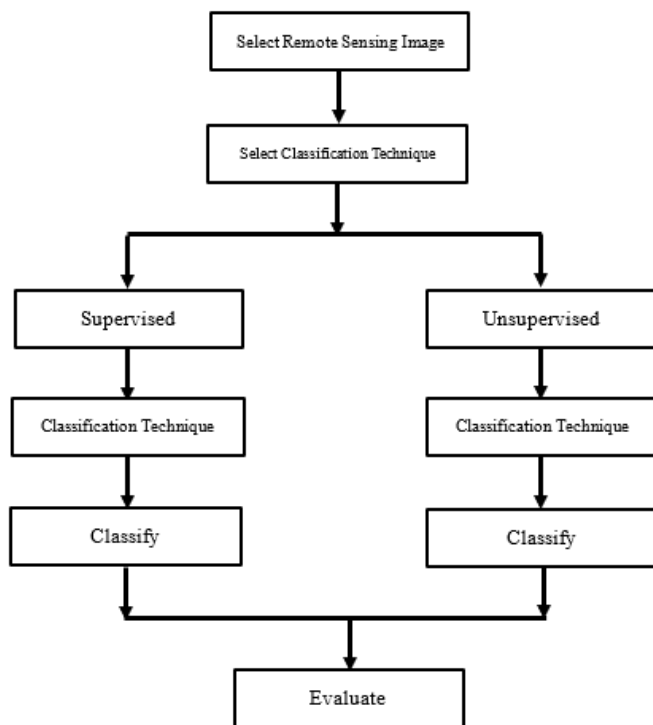 Select Remote Sensing Image
Select Classification Technique
Supervised
Unsupervised
Classification Technique
Classification Technique
Classify
Classify
Evaluate